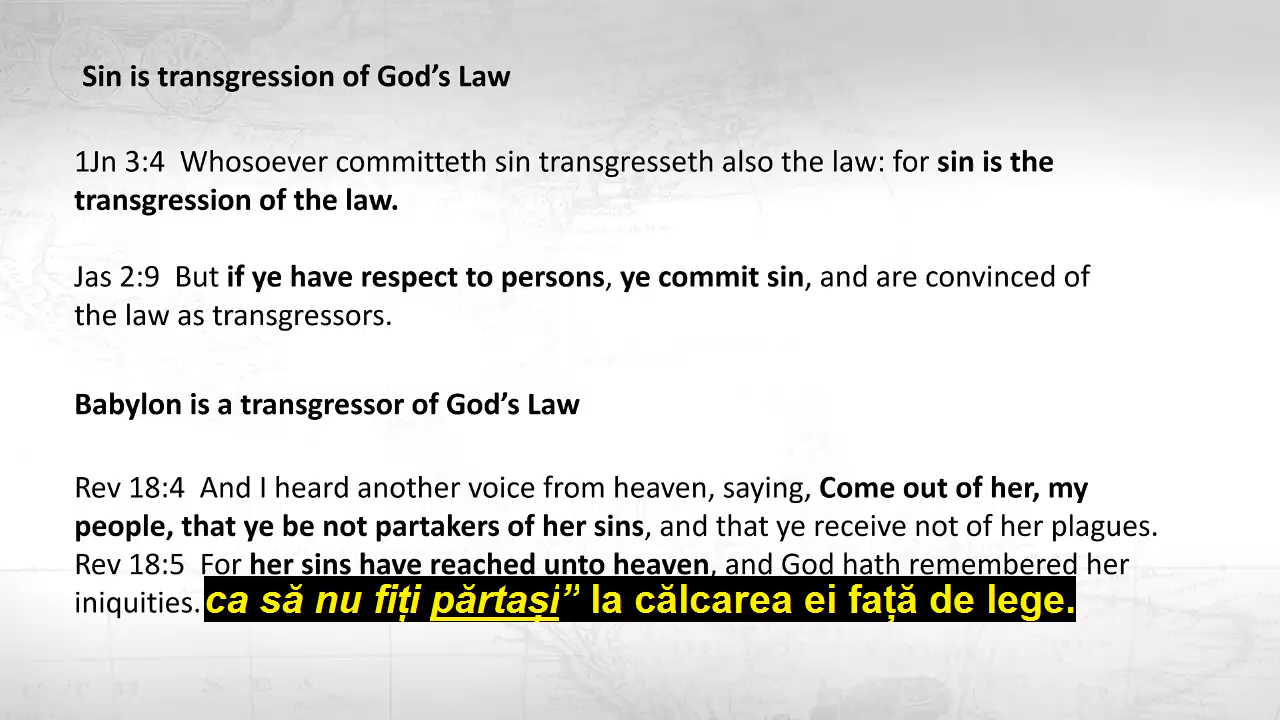 Sin is transgression of God’s Law
1Jn 3:4  Whosoever committeth sin transgresseth also the law: for sin is the
transgression of the law.
Jas 2:9  But if ye have respect to persons, ye commit sin, and are convinced of
the law as transgressors.
Babylon is a transgressor of God’s Law
Rev 18:4  And I heard another voice from heaven, saying, Come out of her, my
people, that ye be not partakers of her sins, and that ye receive not of her plagues.
Rev 18:5  For her sins have reached unto heaven, and God hath remembered her
iniquities.
ca să nu fiți părtași” la călcarea ei față de lege.